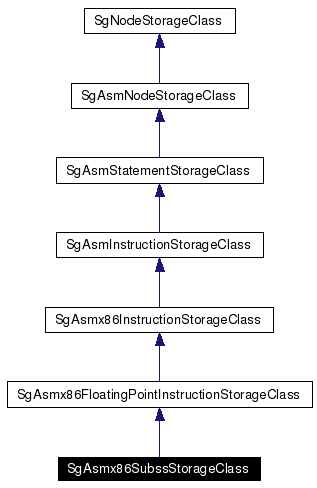 SgNodeStorageClass
SgAsmNodeStorageClass
SgAsmStatementStorageClass
SgAsmInstructionStorageClass
SgAsmx86InstructionStorageClass
SgAsmx86FloatingPointInstructionStorageClass
SgAsmx86SubssStorageClass